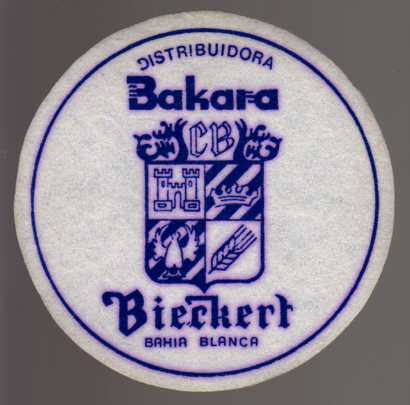 DISTRIBUIDORA
Bakara
CB
Bieckert
BAHIA BLANCA